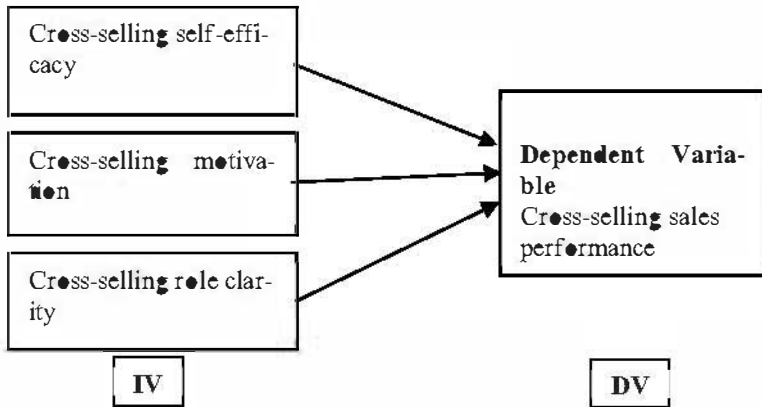 Cross-selling self-effi-
cacy
Cross-selling motiva-
tion
Cross-selling role clar-
ity
IV
Dependent Varia-
ble
Cross-selling sales
performance
DV